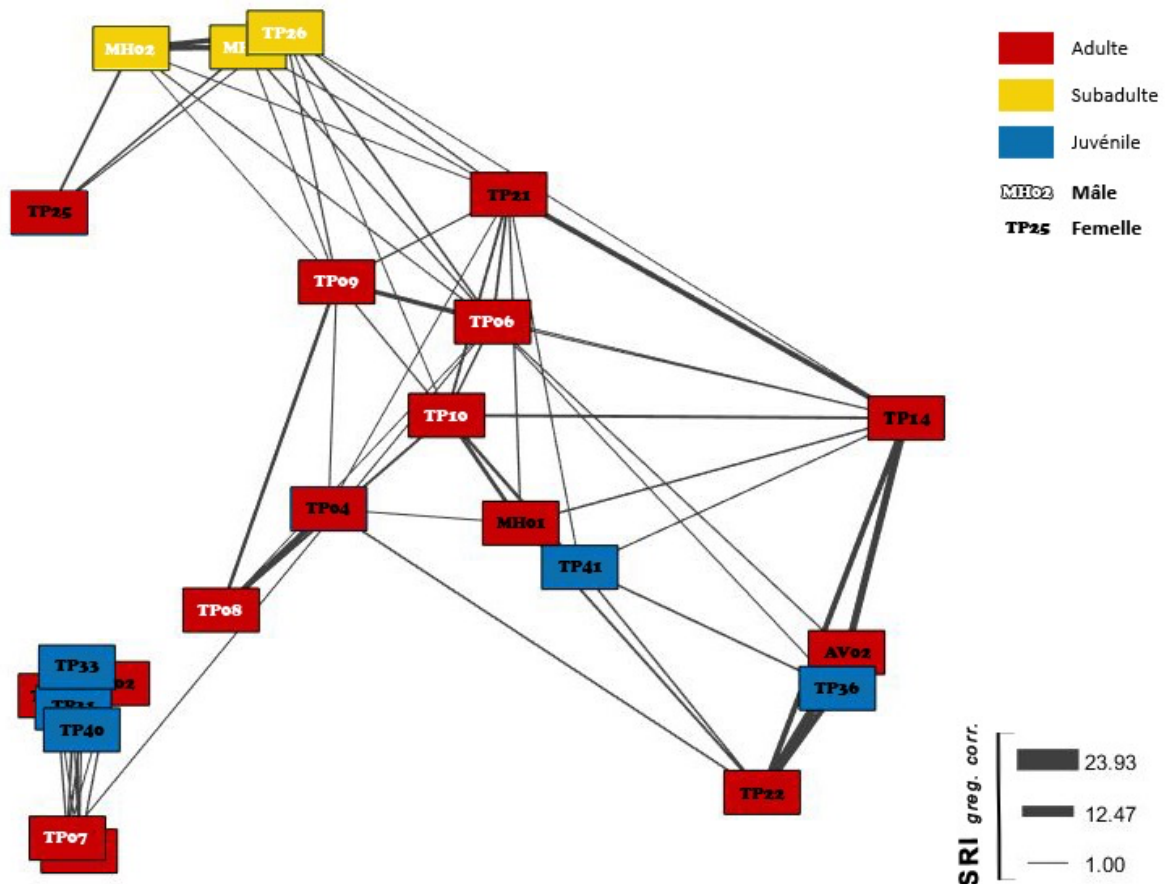 TP26
MH02
TP25
TP21
TP09
TP06
TP10
TP14
TP04
MH01
TP41
TP08
AV02
TP36
TP33
TP40
TP22
TP07
Adulte
Subadulte
Juvénile
MH02 Mâle
TP25 Femelle
SRI greg. corr.
23.93
12.47
1.00